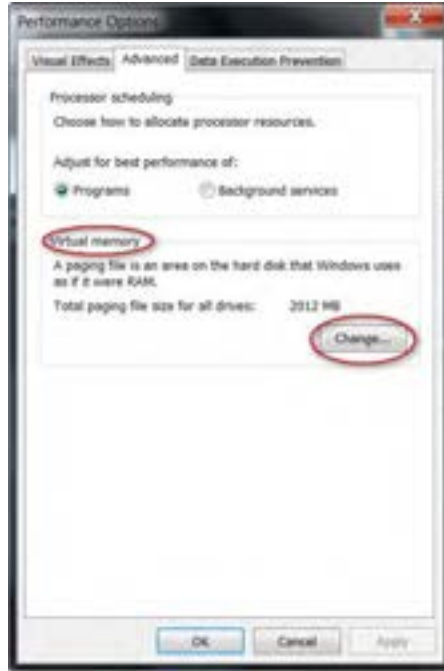 Performance Options
Visual Effects Advanced Data Execution Prevention
Processor scheduling
Choose how to allocate processor resources.
Adjust for best performance of:
Programs Background services
Virtual memory
A paging file is an area on the hard disk that Windows uses
as if it were RAM.
Total paging file size for all drives: 2012 MB
Change...
OK Cancel Apply